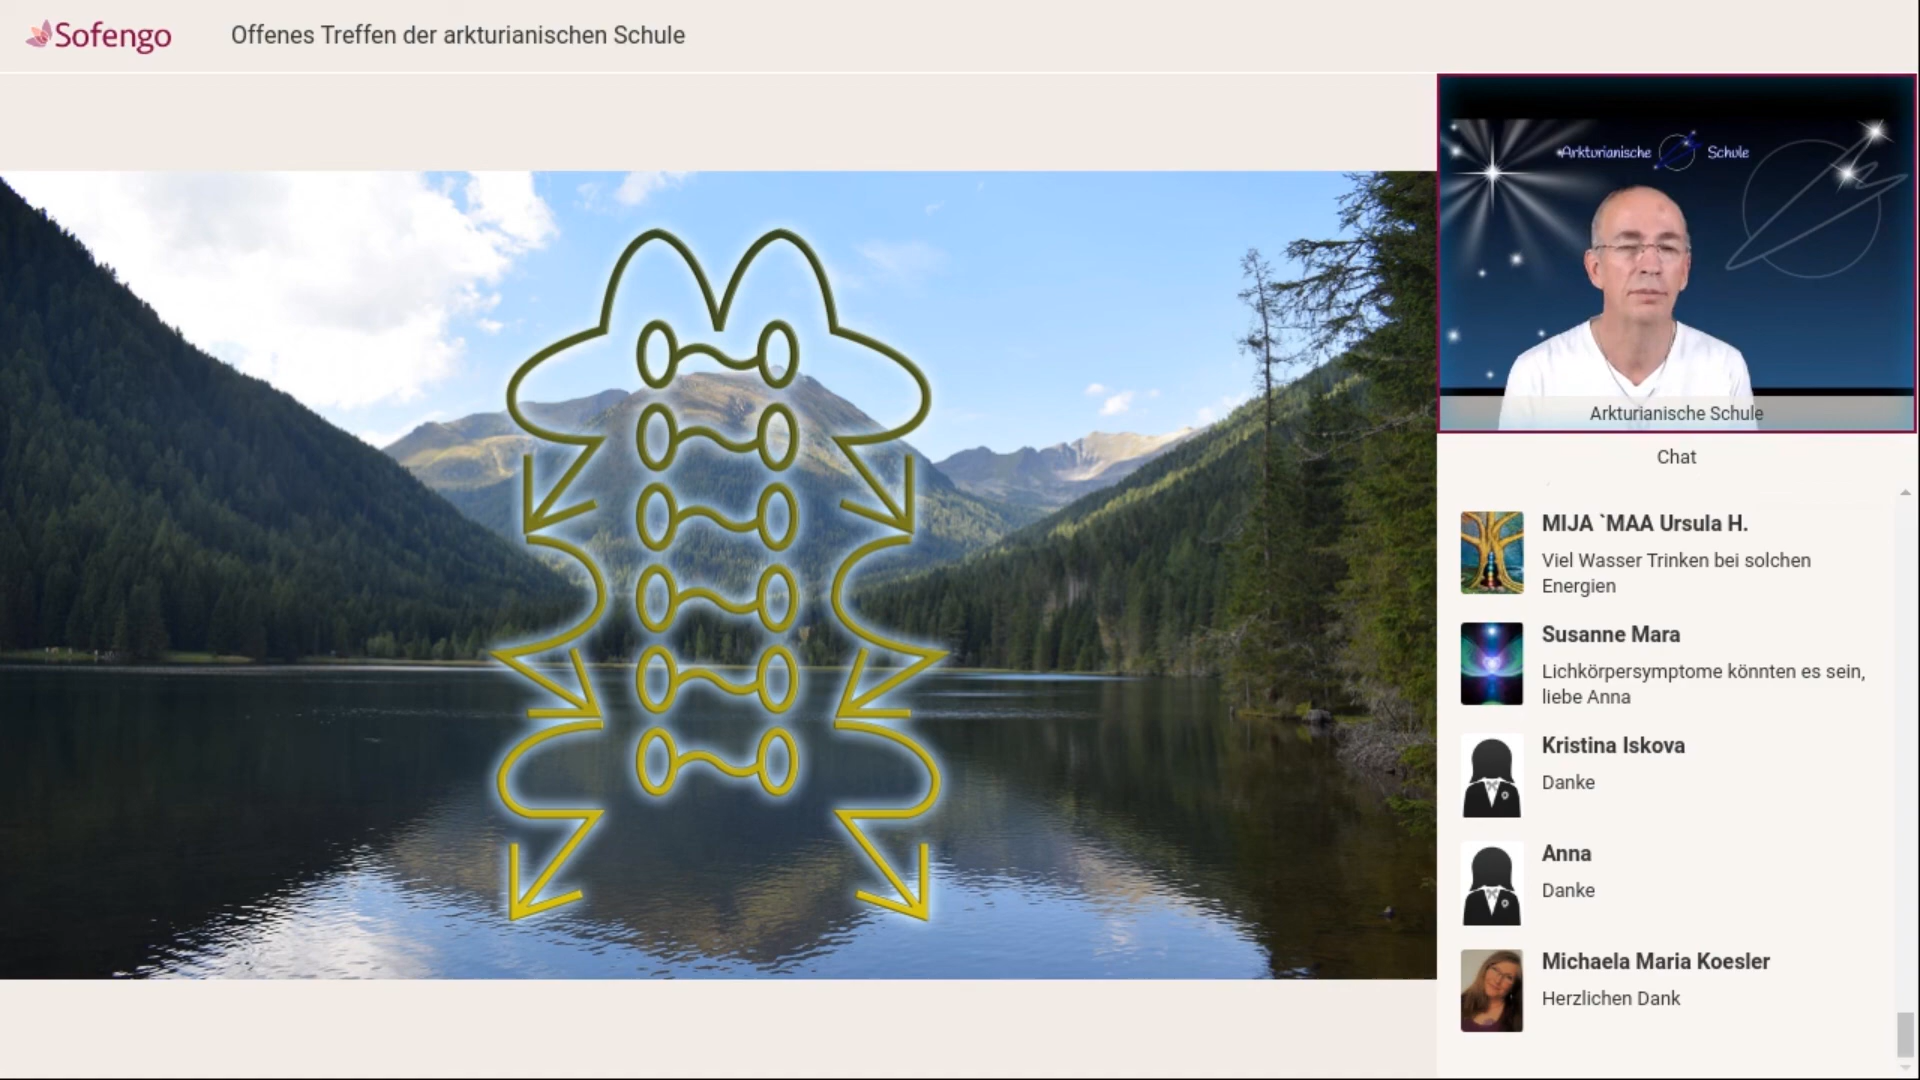 Sofengo
Offenes Treffen der arkturianischen Schule
Arkturianische Schule
Arkturianische Schule
Chat
MIJA `MAA Ursula H.
Viel Wasser Trinken bei solchen
Energien
Susanne Mara
Lichkörpersymptome könnten es sein,
liebe Anna
Kristina Iskova
Danke
Anna
Danke
Michaela Maria Koesler
Herzlichen Dank